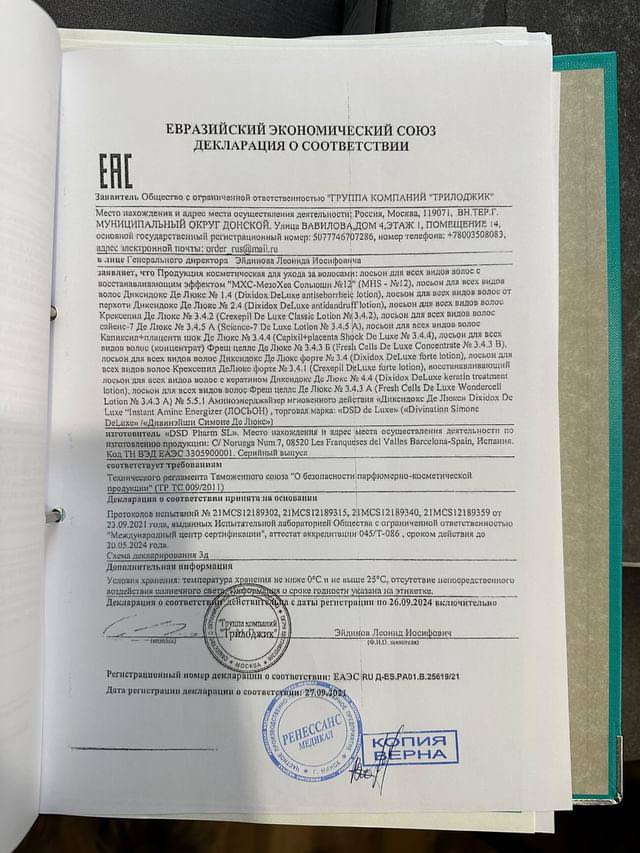 ЕВРАЗИЙСКИЙ ЭКОНОМИЧЕСКИЙ СОЮЗ
ДЕКЛАРАЦИЯ О СООТВЕТСТВИИ
ЕАС
Заявитель Общество с ограниченной ответственностью "ГРУППА КОМПАНИЙ "ТРИЛОДЖИК"
Место нахождения и адрес места осуществления деятельности: Россия, Москва, 119071, ВН.ТЕР.Г.
МУНИЦИПАЛЬНЫЙ ОКРУГ ДОНСКОЙ. Улица ВАВИЛОВА,ДОМ 4,ЭТАЖ 1, ПОМЕЩЕНИЕ 14,
основной государственный регистрационный номер: 5077746707286, номер телефона: +78003508083,
адрес электронной почты: order_rus@mail.ru
в лице Генерального директора Эйдинова Леонида Иосифовича
заявляет, что Продукция косметическая для ухода за волосами: лосьон для всех видов волос с
восстанавливающим эффектом "МХС-МезоХеа Сольюшн №12" (MHS - №12), лосьон для всех видов
волос Диксидокс Де Люкс № 1.4 (Dixidox DeLuxe antiseborrheic lotion), лосьон для всех видов волос от
перхоти Диксидокс Де Люкс № 2.4 (Dixidox DeLuxe antidandruff lotion), лосьон для всех видов волос
Крексепил Де Люкс № 3.4.2 (Crexepil De Luxe Classic Lotion № 3.4.2), лосьон для всех видов волос
сайенс-7 Де Люкс № 3.4.5 А (Science-7 De Luxe Lotion № 3.4.5 A), лосьон для всех видов волос
Капиксил+плацента шок Де Люкс № 3.4.4 (Capixil+placenta Shock De Luxe № 3.4.4), лосьон для всех
видов волос (концентрат) Фреш целлс Де Люкс № 3.4.3 Б (Fresh Cells De Luxe Concentrate № 3.4.3 B),
лосьон для всех видов волос Диксидокс Де Люкс форте № 3.4 (Dixidox DeLuxe forte lotion), лосьон для
всех видов волос Крексепил ДеЛюкс форте № 3.4.1 (Crexepil DeLuxe forte lotion), восстанавливающий
лосьон для всех видов волос с кератином Диксидокс Де Люкс № 4.4 (Dixidox DeLuxe keratin treatment
lotion), лосьон для всех видов волос Фреш целлс Де Люкс Вондерселл № 3.4.3 А (Fresh Cells De Luxe Wondercell
Lotion № 3.4.3 A) № 5.5.1 Аминоэнерджайзер мгновенного действия «Диксидокс Де Люкс» Dixidox De
Luxe "Instant Amine Energizer (ЛОСЬОН) , торговая марка: «DSD de Luxe» («Divination Simone
DeLuxe» /«Дивинэйшн Симоне Де Люкс»)
изготовитель «DSD Pharm SL». Место нахождения и адрес места осуществления деятельности по
изготовлению продукции: C/ Noruega Num.7, 08520 Les Franqueses del Valles Barcelona-Spain, Испания.
Код ТН ВЭД ЕАЭС 3305900001. Серийный выпуск
соответствует требованиям
Технического регламента Таможенного союза "О безопасности парфюмерно-косметической
продукции" (ТР ТС 009/2011)
Декларация о соответствии принята на основании
Протоколов испытаний № 21MCS12189302, 21MCS12189315, 21MCS12189340, 21MCS12189359 от
23.09.2021 года, выданных Испытательной лабораторией Общества с ограниченной ответственностью
"Международный центр сертификации", аттестат аккредитации 045/Т-086 , сроком действия до
20.05.2024 года.
Схема декларирования 3д
Дополнительная информация
Условия хранения: температура хранения не ниже 0°С и не выше 25°С, отсутствие непосредственного
воздействия солнечного света. Информация о сроке годности указана на этикетке.
Декларация о соответствии действительна с даты регистрации по 26.09.2024 включительно
"Группа компаний
"Трилоджик"
МОСКВА
Эйдинов Леонид Иосифович
(подпись)
(Ф.И.О. заявителя)
Регистрационный номер декларации о соответствии: ЕАЭС RU Д-ES.РА01.В.25619/21
Дата регистрации декларации о соответствии: 27.09.2021
РЕНЕССАНС
МЕДИКАЛ
Г. МИНСК
КОПИЯ
ВЕРНА